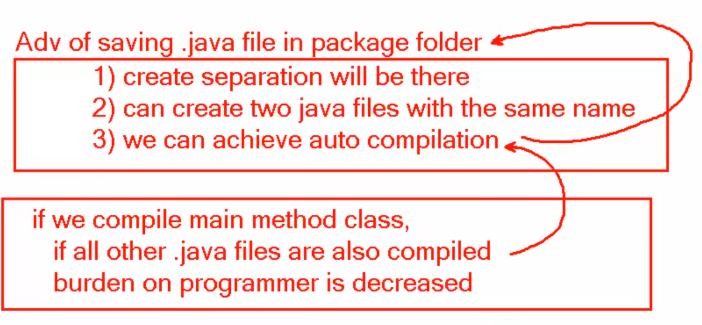 Adv of saving .java file in package folder
1) create separation will be there
2) can create two java files with the same name
3) we can achieve auto compilation
if we compile main method class,
if all other .java files are also compiled
burden on programmer is decreased